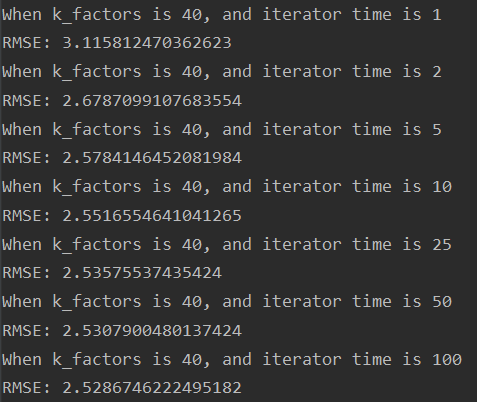 When k_factors is 40, and iterator time is 1
RMSE: 3.115812470362623
When k_factors is 40, and iterator time is 2
RMSE: 2.6787099107683554
When k_factors is 40, and iterator time is 5
RMSE: 2.5784146452081984
When k_factors is 40, and iterator time is 10
RMSE: 2.5516554641041265
When k_factors is 40, and iterator time is 25
RMSE: 2.53575537435424
When k_factors is 40, and iterator time is 50
RMSE: 2.5307900480137424
When k_factors is 40, and iterator time is 100
RMSE: 2.5286746222495182